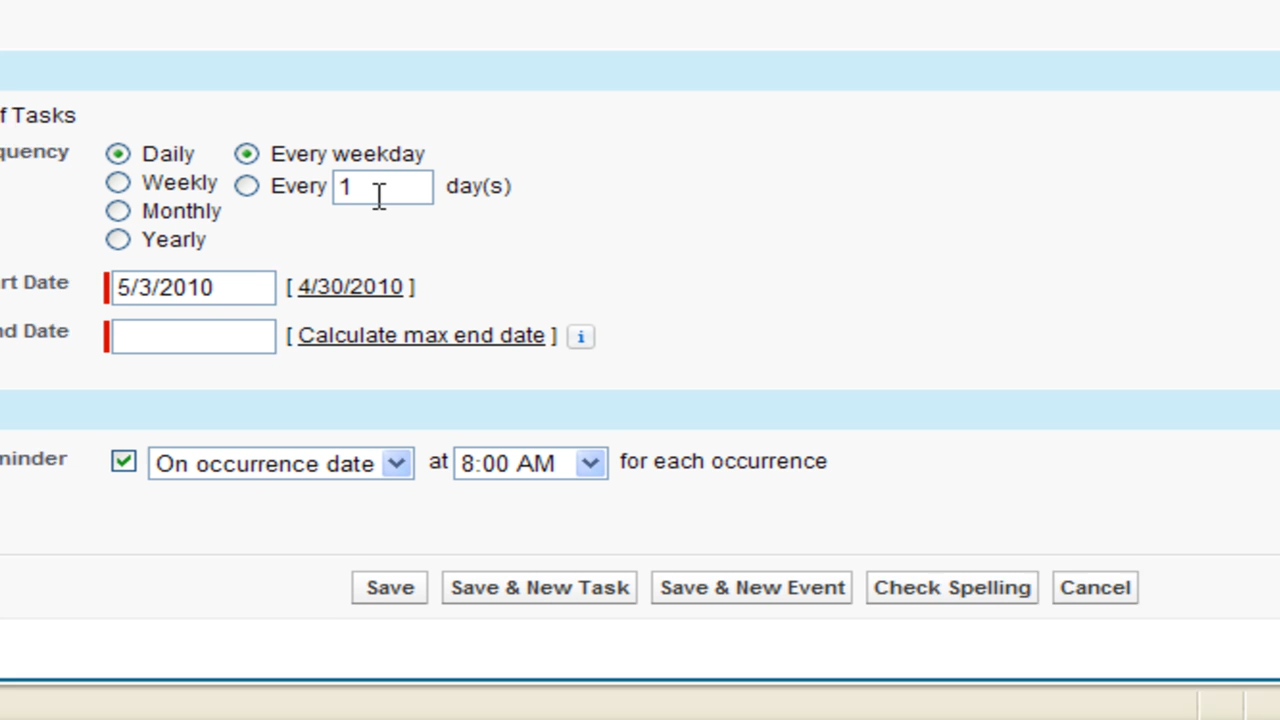 f Tasks
quency Daily Every weekday
Weekly Every 1 day(s)
Monthly
Yearly
rt Date 5/3/2010 [ 4/30/2010 ]
nd Date [ Calculate max end date ] i
ninder On occurrence date at 8:00 AM for each occurrence
Save Save & New Task Save & New Event Check Spelling Cancel